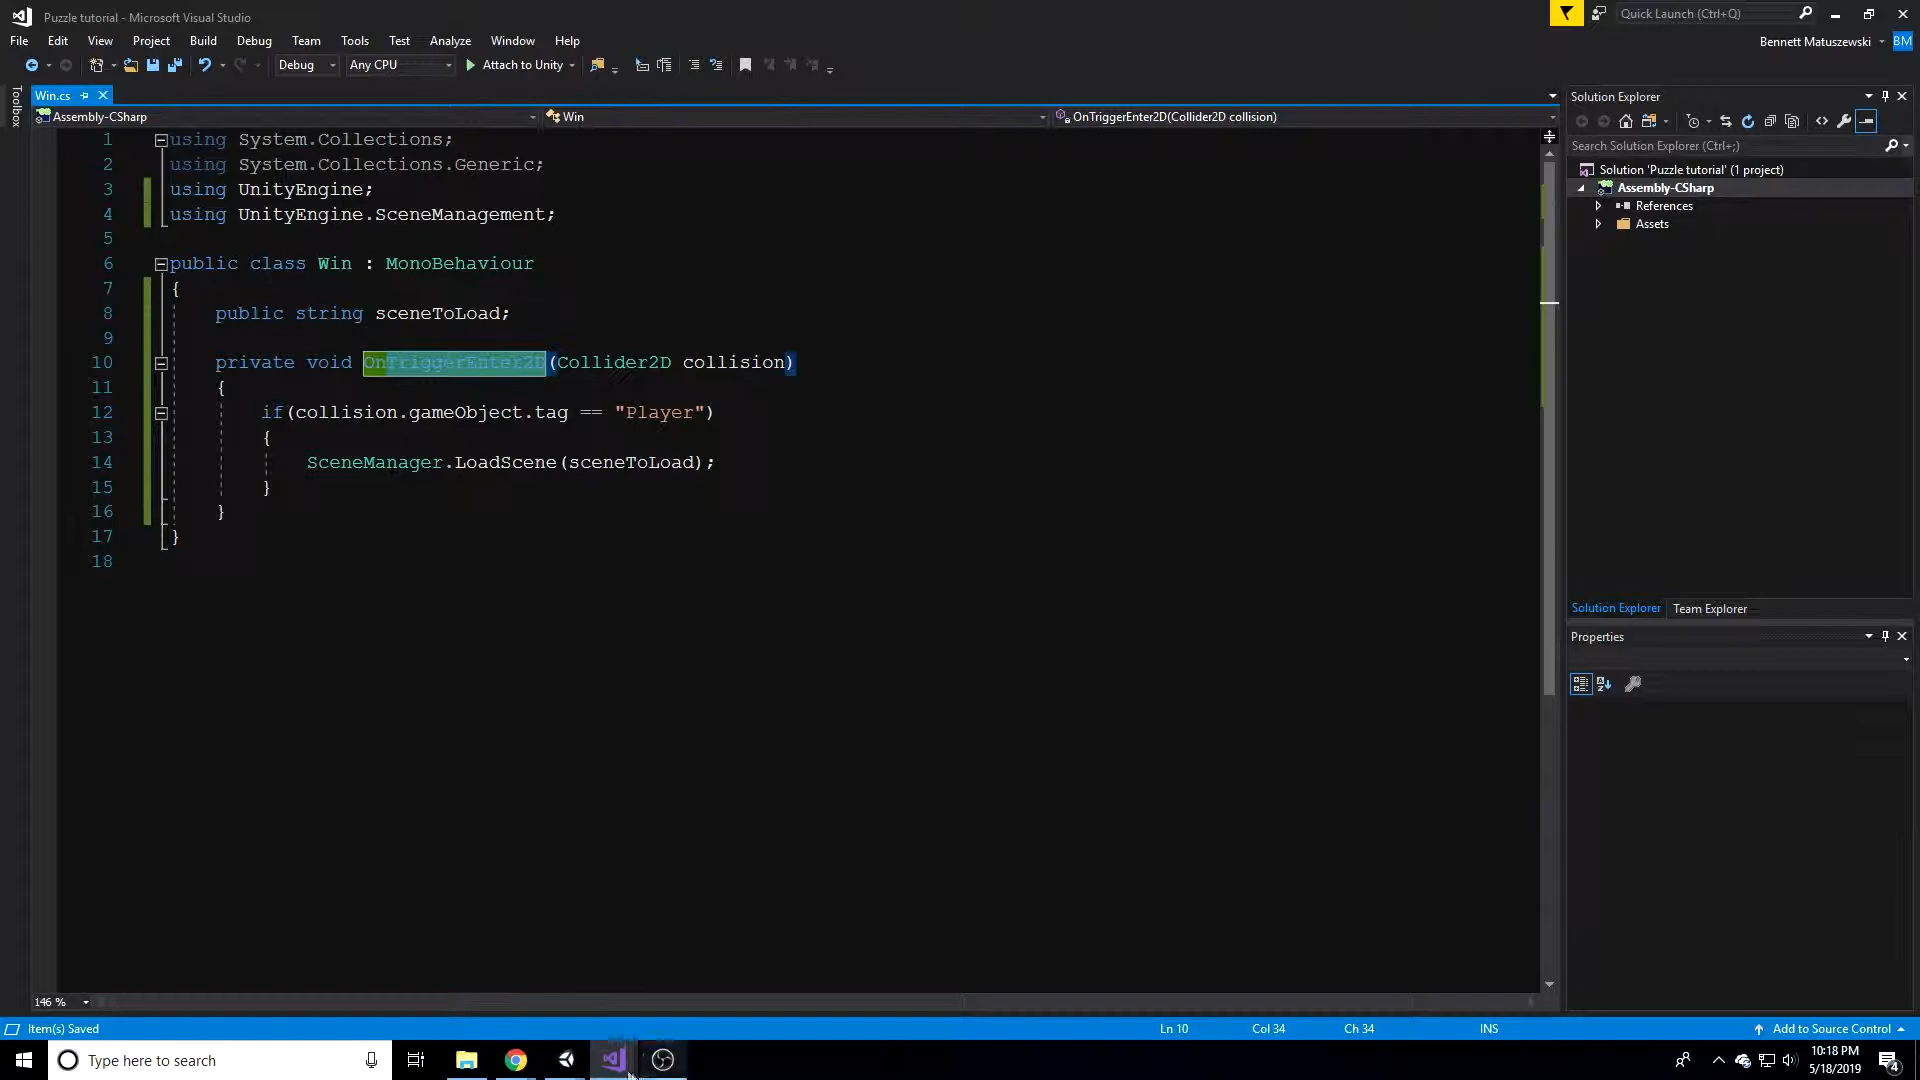 Puzzle tutorial - Microsoft Visual Studio
Quick Launch (Ctrl+Q)
File Edit View Project Build Debug Team Tools Test Analyze Window Help
Bennett Matuszewski BM
Debug Any CPU Attach to Unity
Toolbox
Win.cs
Assembly-CSharp Win OnTriggerEnter2D(Collider2D collision)
1 using System.Collections;
2 using System.Collections.Generic;
3 using UnityEngine;
4 using UnityEngine.SceneManagement;
5
6 public class Win : MonoBehaviour
7 {
8 public string sceneToLoad;
9
10 private void OnTriggerEnter2D(Collider2D collision)
11 {
12 if(collision.gameObject.tag == "Player")
13 {
14 SceneManager.LoadScene(sceneToLoad);
15 }
16 }
17 }
18
Solution Explorer
Search Solution Explorer (Ctrl+;)
Solution 'Puzzle tutorial' (1 project)
Assembly-CSharp
References
Assets
Solution Explorer Team Explorer
Properties
146 %
Item(s) Saved Ln 10 Col 34 Ch 34 INS Add to Source Control
Type here to search
10:18 PM
5/18/2019
4